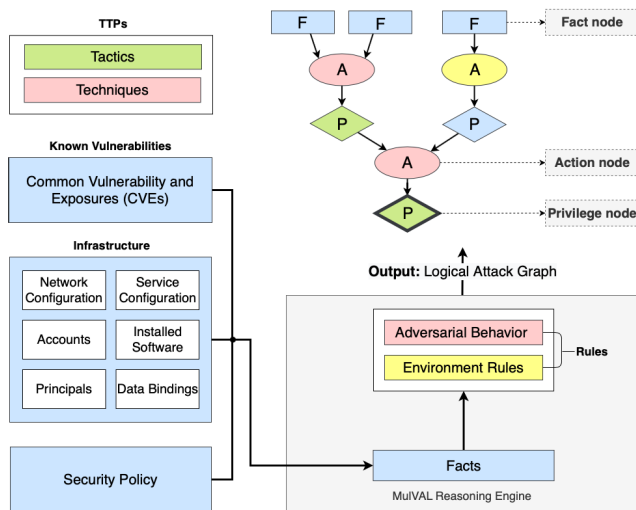 TTPs
Tactics
Techniques
Known Vulnerabilities
Common Vulnerability and
Exposures (CVEs)
Infrastructure
Network
Configuration
Service
Configuration
Accounts
Installed
Software
Principals
Data Bindings
Security Policy
F
F
F
Fact node
A
A
P
P
A
Action node
P
Privilege node
Output: Logical Attack Graph
Adversarial Behavior
Environment Rules
Rules
Facts
MulVAL Reasoning Engine